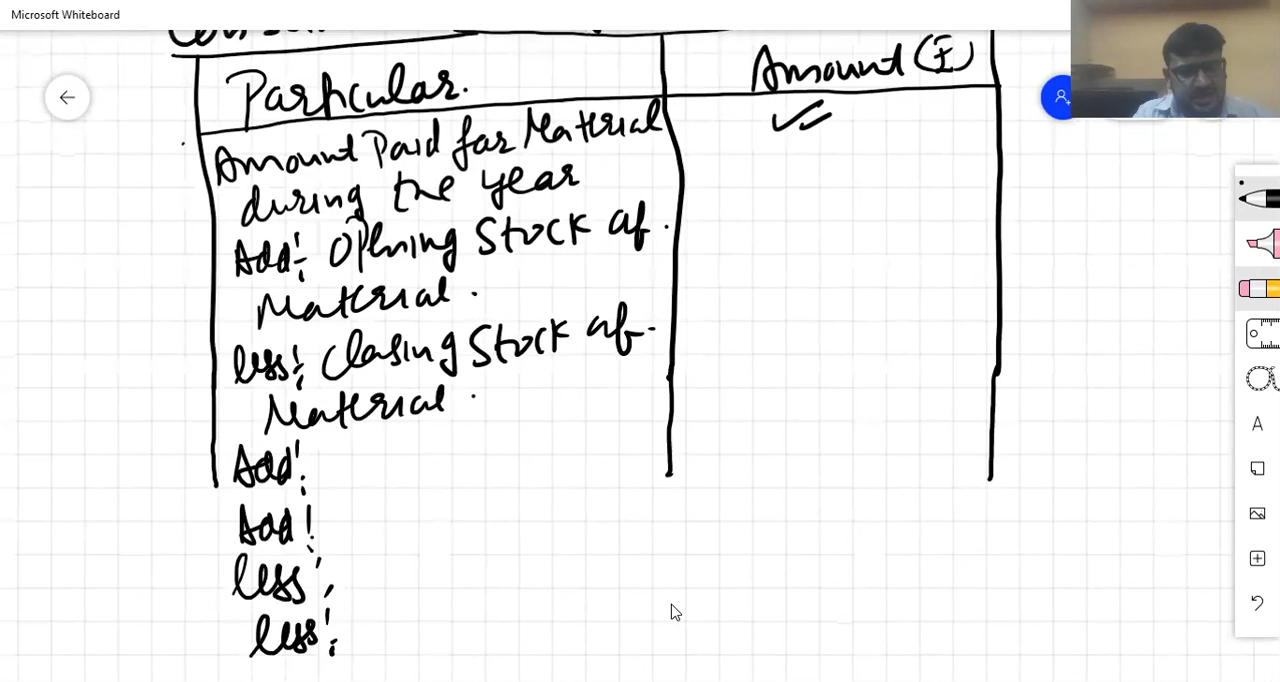 Microsoft Whiteboard
Particular.
Amount (₹)
Amount Paid for Material
during the year
Add:- Opening Stock of
Material.
less:- Closing Stock of
Material.
Add:
Add:
less:
less:
A